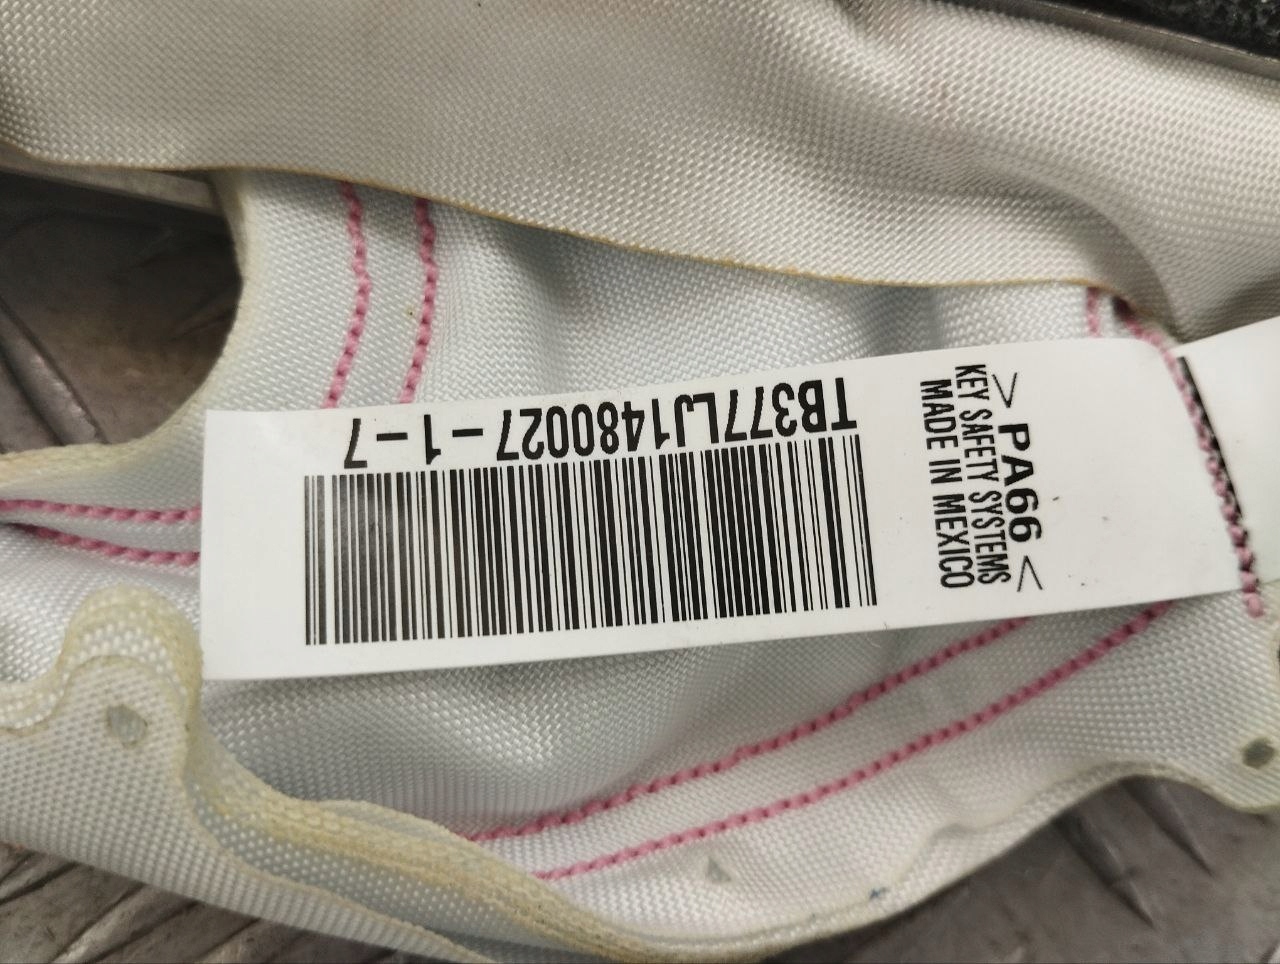 TB377LJ1480027-1-7
>PA66<
KEY SAFETY SYSTEMS
MADE IN MEXICO